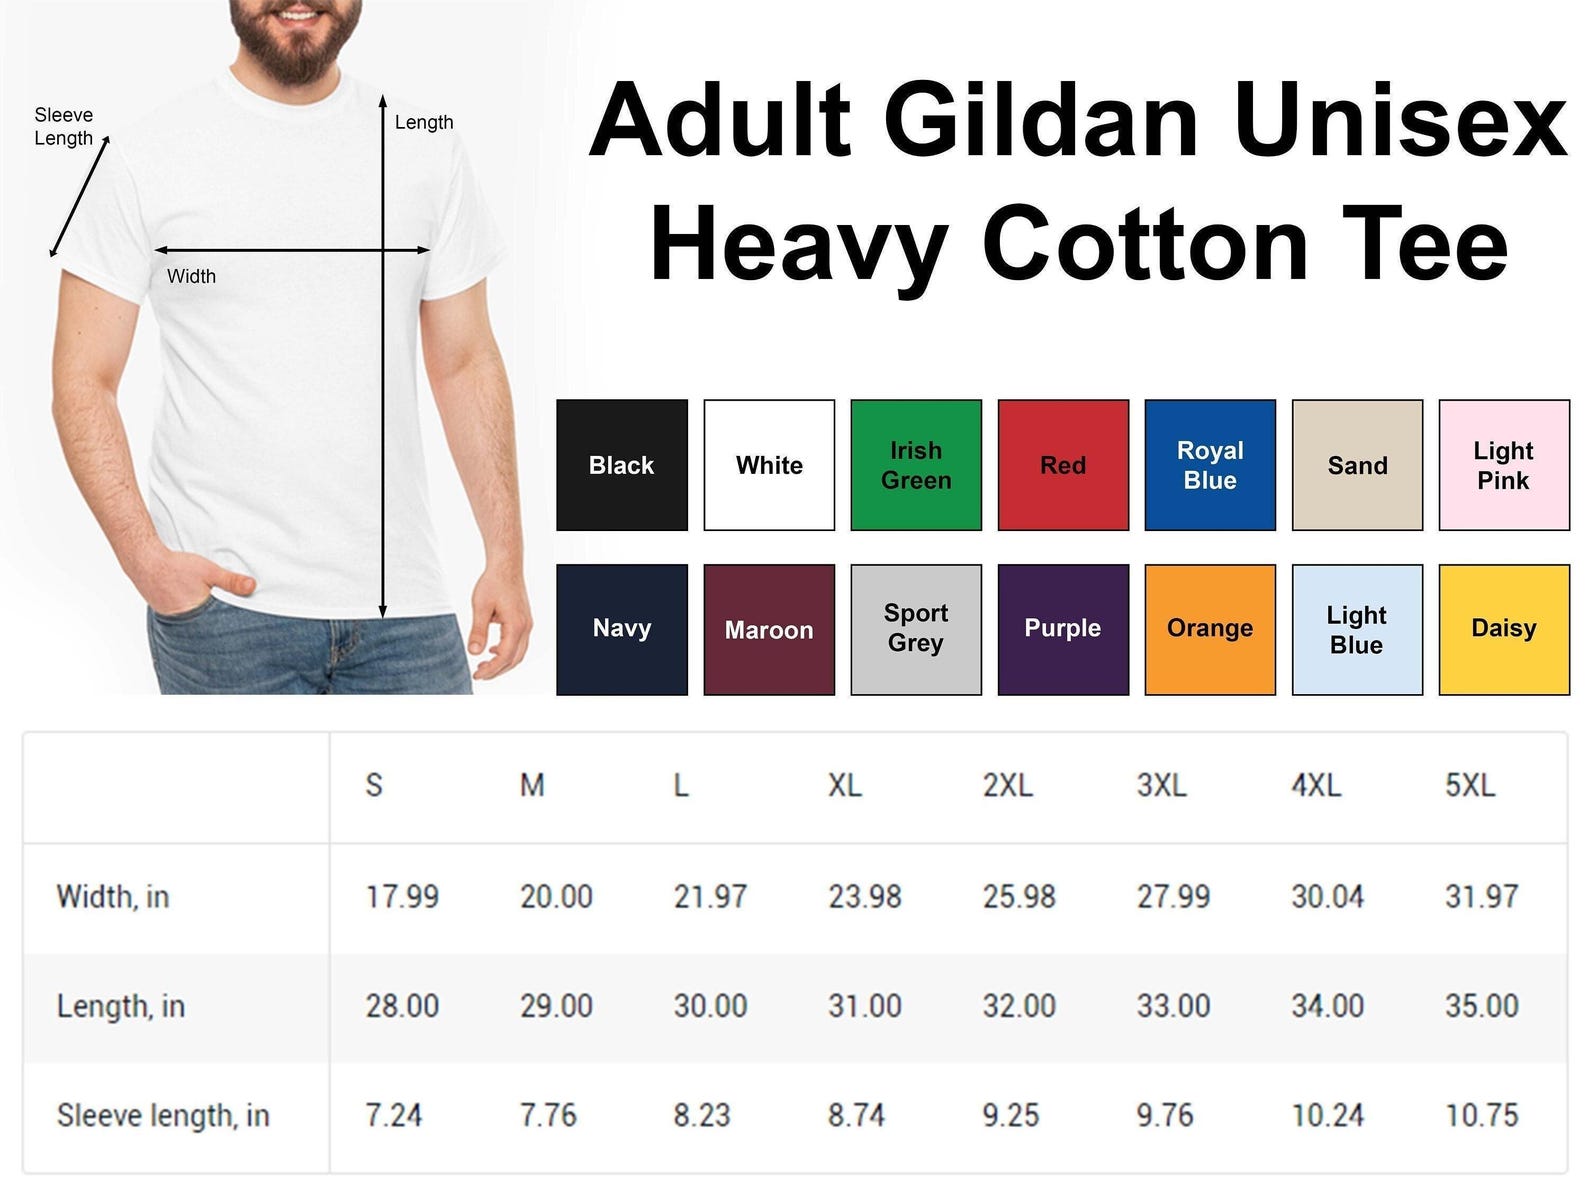 Adult Gildan Unisex
Heavy Cotton Tee
Sleeve
Length
Length
Width
Black
White
Irish
Green
Red
Royal
Blue
Sand
Light
Pink
Navy
Maroon
Sport
Grey
Purple
Orange
Light
Blue
Daisy
S M L XL 2XL 3XL 4XL 5XL
Width, in 17.99 20.00 21.97 23.98 25.98 27.99 30.04 31.97
Length, in 28.00 29.00 30.00 31.00 32.00 33.00 34.00 35.00
Sleeve length, in 7.24 7.76 8.23 8.74 9.25 9.76 10.24 10.75